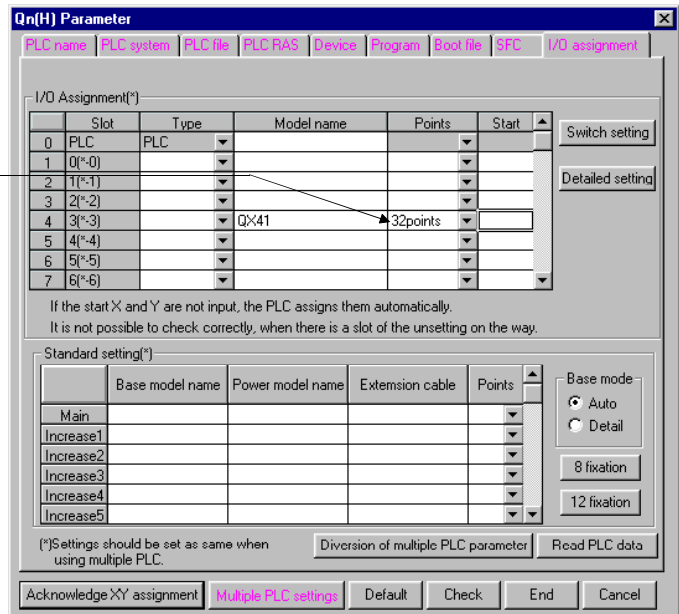 Qn(H) Parameter
PLC name PLC system PLC file PLC RAS Device Program Boot file SFC I/O assignment
I/O Assignment(*)
Slot Type Model name Points Start
0 PLC PLC
1 0(*-0)
2 1(*-1)
3 2(*-2)
4 3(*-3) QX41 32points
5 4(*-4)
6 5(*-5)
7 6(*-6)
Switch setting
Detailed setting
If the start X and Y are not input, the PLC assigns them automatically.
It is not possible to check correctly, when there is a slot of the unsetting on the way.
Standard setting(*)
Base model name Power model name Extemsion cable Points
Main
Increase1
Increase2
Increase3
Increase4
Increase5
Base mode
Auto
Detail
8 fixation
12 fixation
(*)Settings should be set as same when
using multiple PLC.
Diversion of multiple PLC parameter Read PLC data
Acknowledge XY assignment Multiple PLC settings Default Check End Cancel